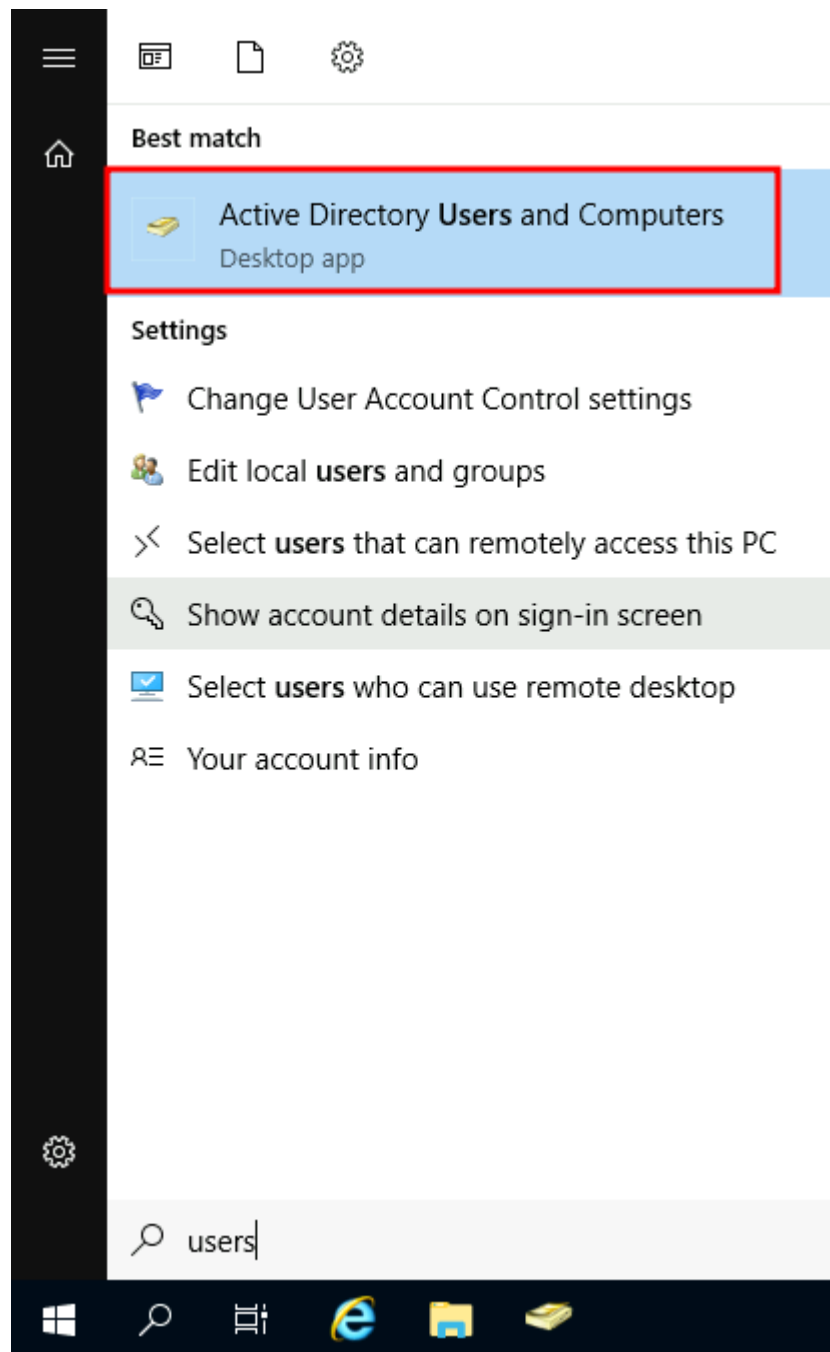 Best match
Active Directory Users and Computers
Desktop app
Settings
Change User Account Control settings
Edit local users and groups
Select users that can remotely access this PC
Show account details on sign-in screen
Select users who can use remote desktop
Your account info
users